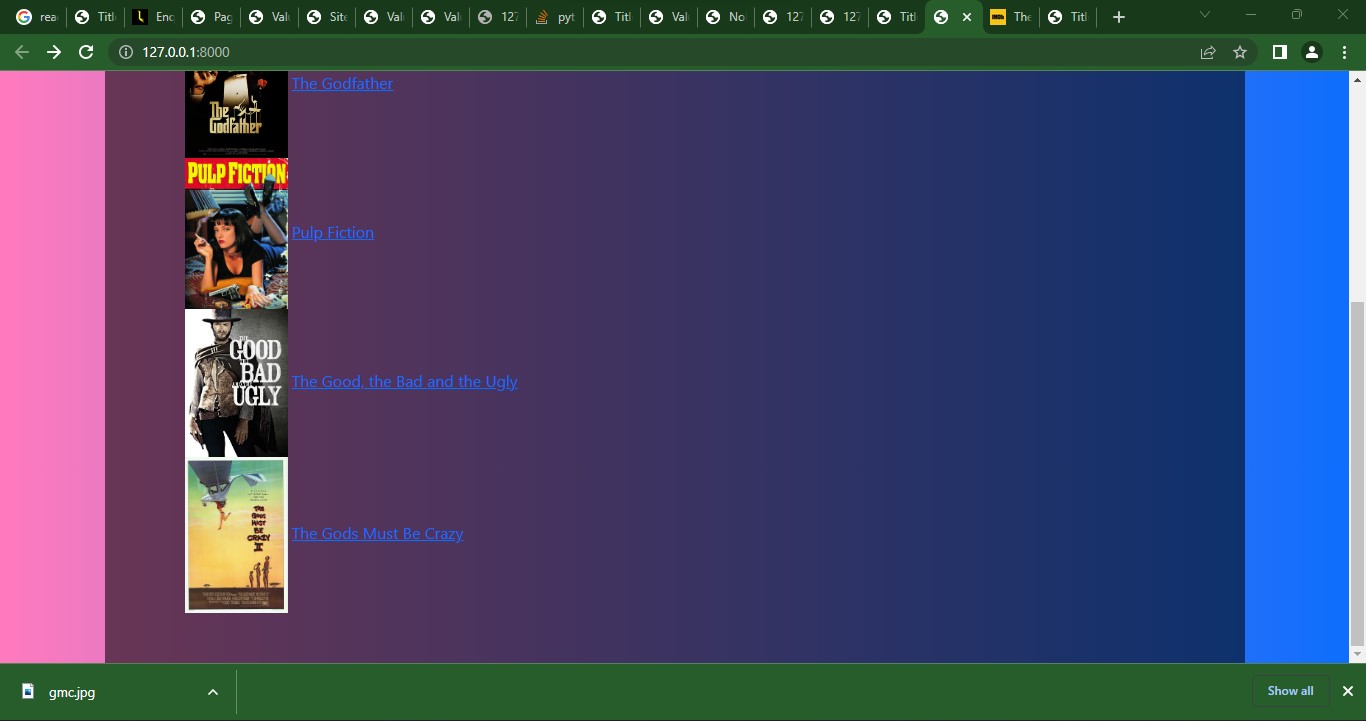 rea
Titl
Enc
Pag
Valu
Site
Val
Val
127
pyt
Titl
Val
No
127
127
Titl
The
Titl
127.0.0.1:8000
The Godfather
The Godfather
PULP FICTION
Pulp Fiction
THE GOOD
THE BAD
AND THE UGLY
The Good, the Bad and the Ugly
THE GODS MUST BE CRAZY II
The Gods Must Be Crazy
gmc.jpg
Show all